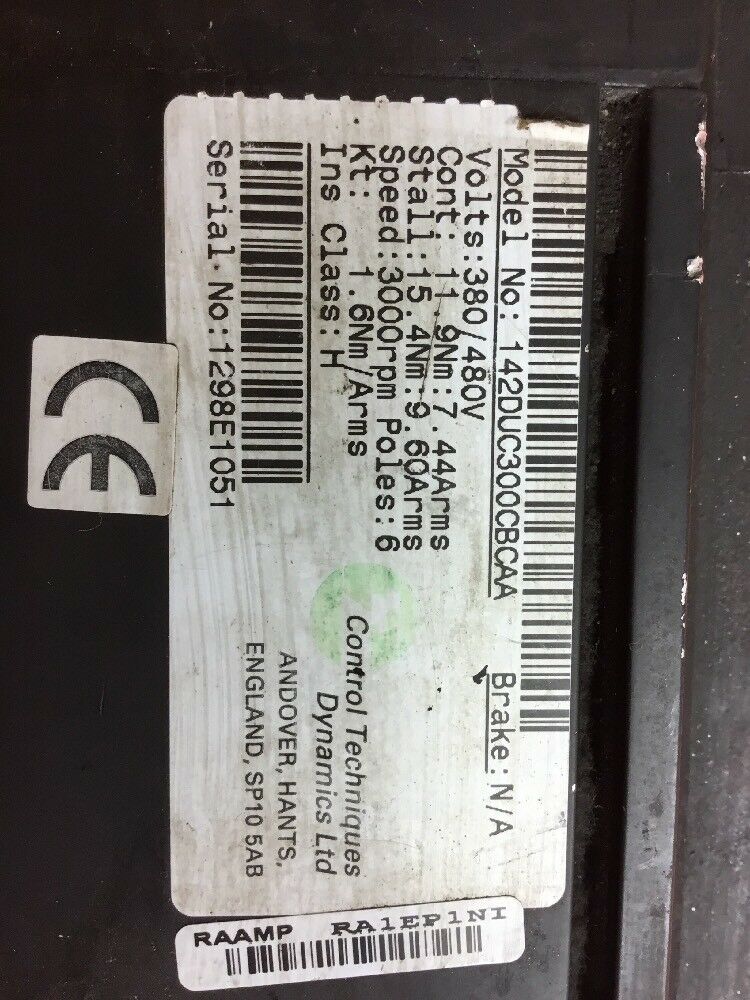 Model No: 142DUC300CBCAA Brake: N/A
Volts:380/480V
Cont: 11.9Nm:7.44Arms
Stall:15.4Nm:9.60Arms
Speed:3000rpm Poles:6
Kt: 1.6Nm/Arms
Ins Class: H
Serial No:1298E1051
Control Techniques
Dynamics Ltd
ANDOVER, HANTS,
ENGLAND, SP10 5AB
CE
RAAMP RA1EP1NI